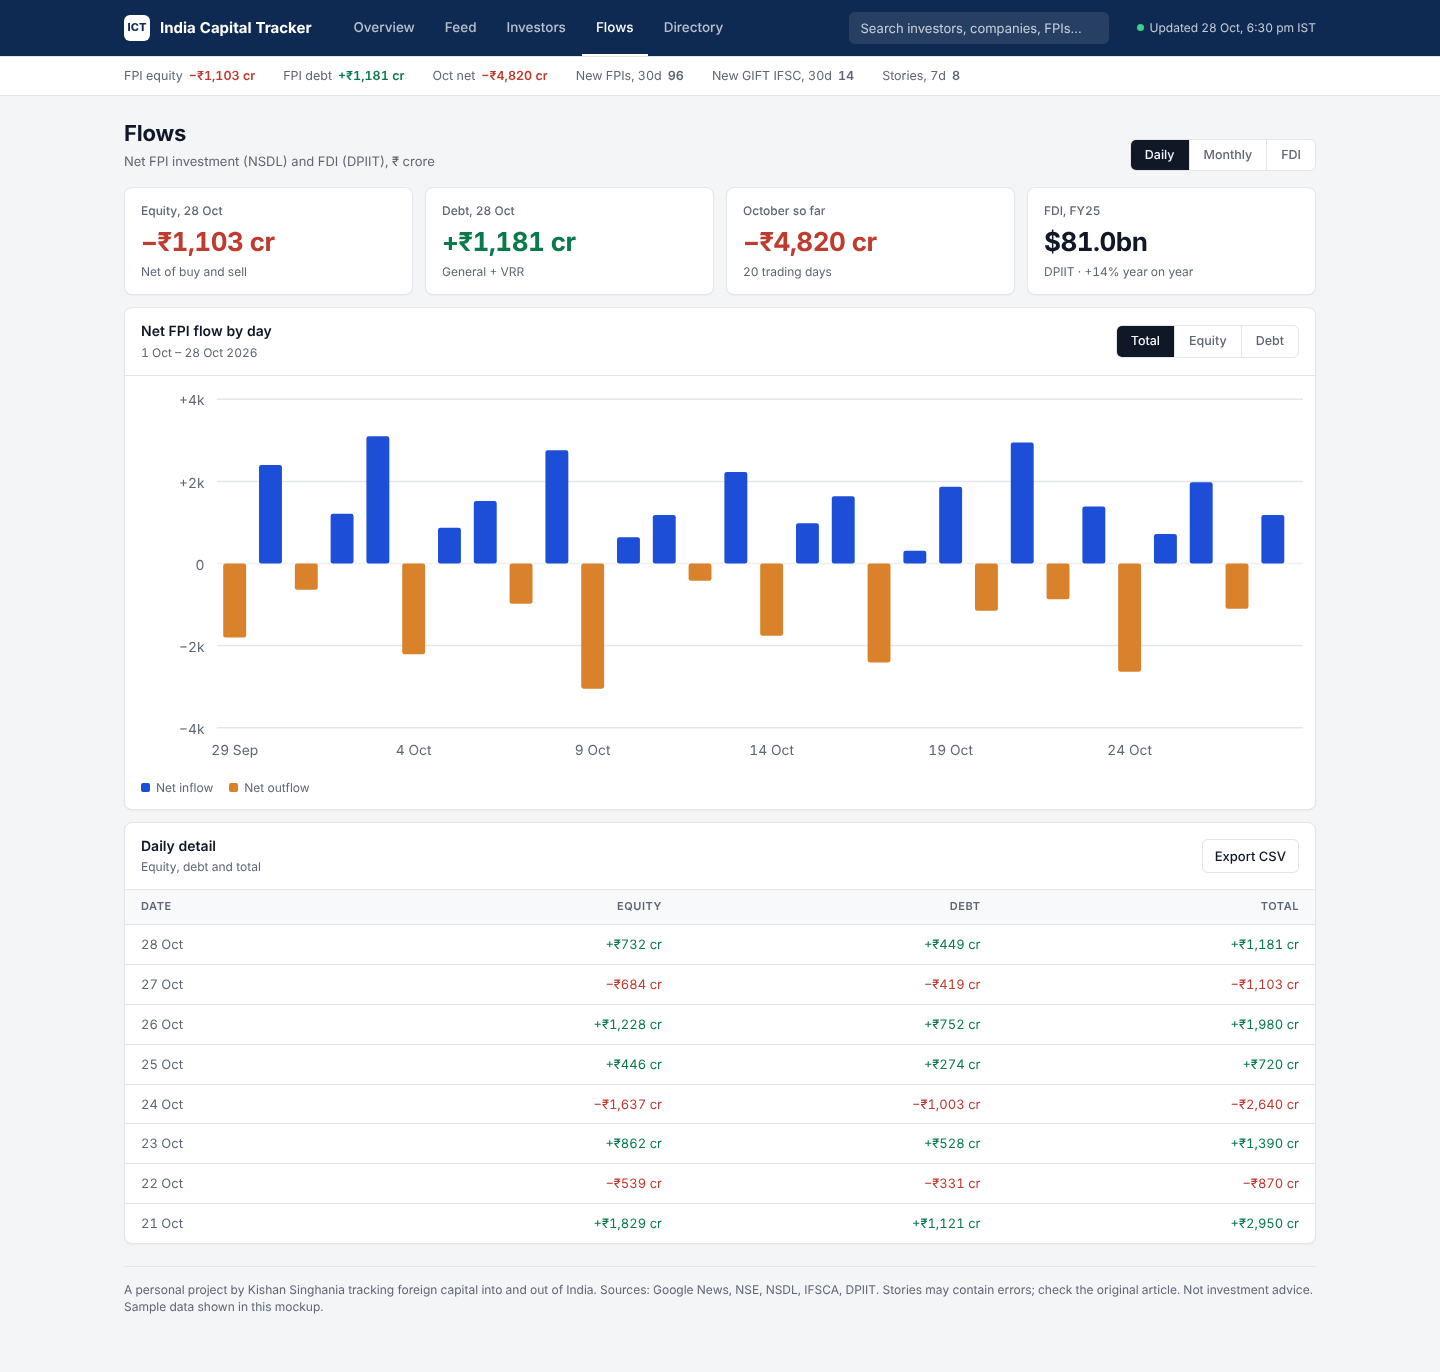 ICT India Capital Tracker Overview Feed Investors Flows Directory Search investors, companies, FPIs... Updated 28 Oct, 6:30 pm IST
FPI equity −₹1,103 cr FPI debt +₹1,181 cr Oct net −₹4,820 cr New FPIs, 30d 96 New GIFT IFSC, 30d 14 Stories, 7d 8
Flows
Net FPI investment (NSDL) and FDI (DPIIT), ₹ crore
Daily Monthly FDI
Equity, 28 Oct
−₹1,103 cr
Net of buy and sell
Debt, 28 Oct
+₹1,181 cr
General + VRR
October so far
−₹4,820 cr
20 trading days
FDI, FY25
$81.0bn
DPIIT · +14% year on year
Net FPI flow by day
1 Oct – 28 Oct 2026
Total Equity Debt
+4k
+2k
0
−2k
−4k
29 Sep 4 Oct 9 Oct 14 Oct 19 Oct 24 Oct
Net inflow Net outflow
Daily detail
Equity, debt and total
Export CSV
DATE EQUITY DEBT TOTAL
28 Oct +₹732 cr +₹449 cr +₹1,181 cr
27 Oct −₹684 cr −₹419 cr −₹1,103 cr
26 Oct +₹1,228 cr +₹752 cr +₹1,980 cr
25 Oct +₹446 cr +₹274 cr +₹720 cr
24 Oct −₹1,637 cr −₹1,003 cr −₹2,640 cr
23 Oct +₹862 cr +₹528 cr +₹1,390 cr
22 Oct −₹539 cr −₹331 cr −₹870 cr
21 Oct +₹1,829 cr +₹1,121 cr +₹2,950 cr
A personal project by Kishan Singhania tracking foreign capital into and out of India. Sources: Google News, NSE, NSDL, IFSCA, DPIIT. Stories may contain errors; check the original article. Not investment advice.
Sample data shown in this mockup.